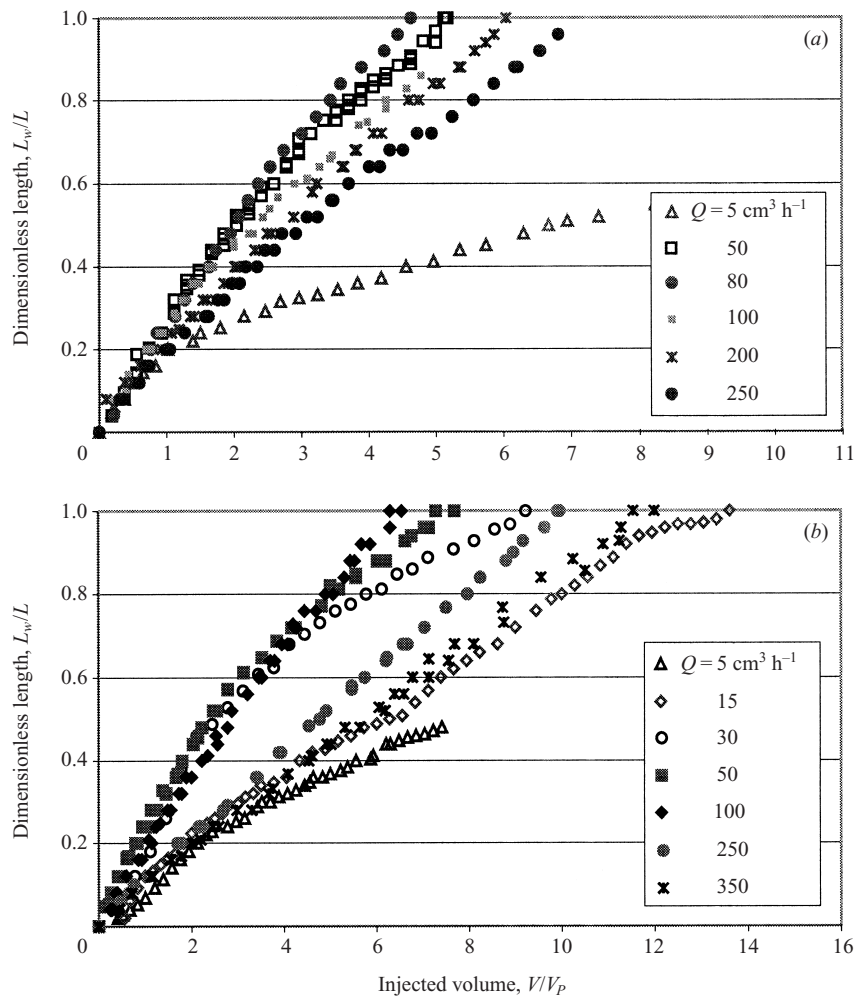 1.0
(a)
0.8
0.6
0.4
0.2
0
Dimensionless length, L_w/L
Q = 5 cm³ h⁻¹
50
80
100
200
250
1 2 3 4 5 6 7 8 9 10 11
1.0
(b)
0.8
0.6
0.4
0.2
0
Dimensionless length, L_w/L
Q = 5 cm³ h⁻¹
15
30
50
100
250
350
2 4 6 8 10 12 14 16
Injected volume, V/V_P